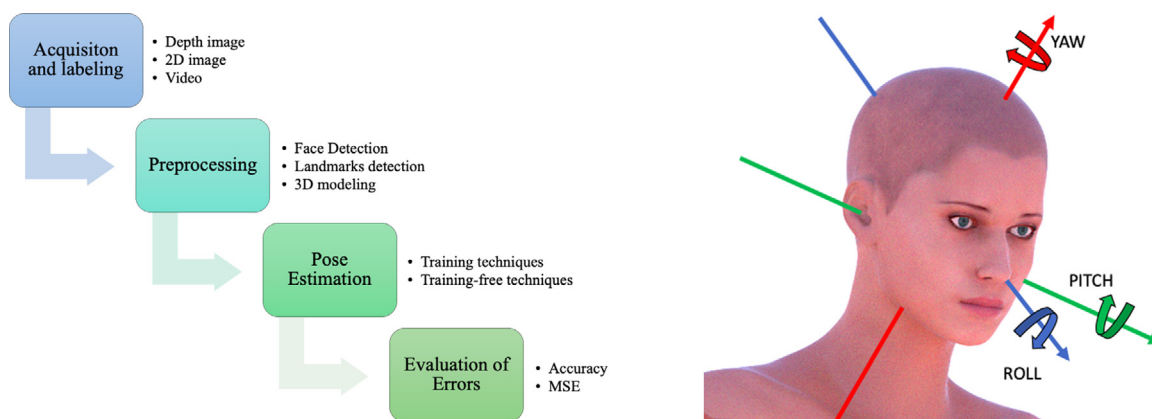 Acquisiton
and labeling
• Depth image
• 2D image
• Video
Preprocessing
• Face Detection
• Landmarks detection
• 3D modeling
Pose
Estimation
• Training techniques
• Training-free techniques
Evaluation of
Errors
• Accuracy
• MSE
YAW
PITCH
ROLL